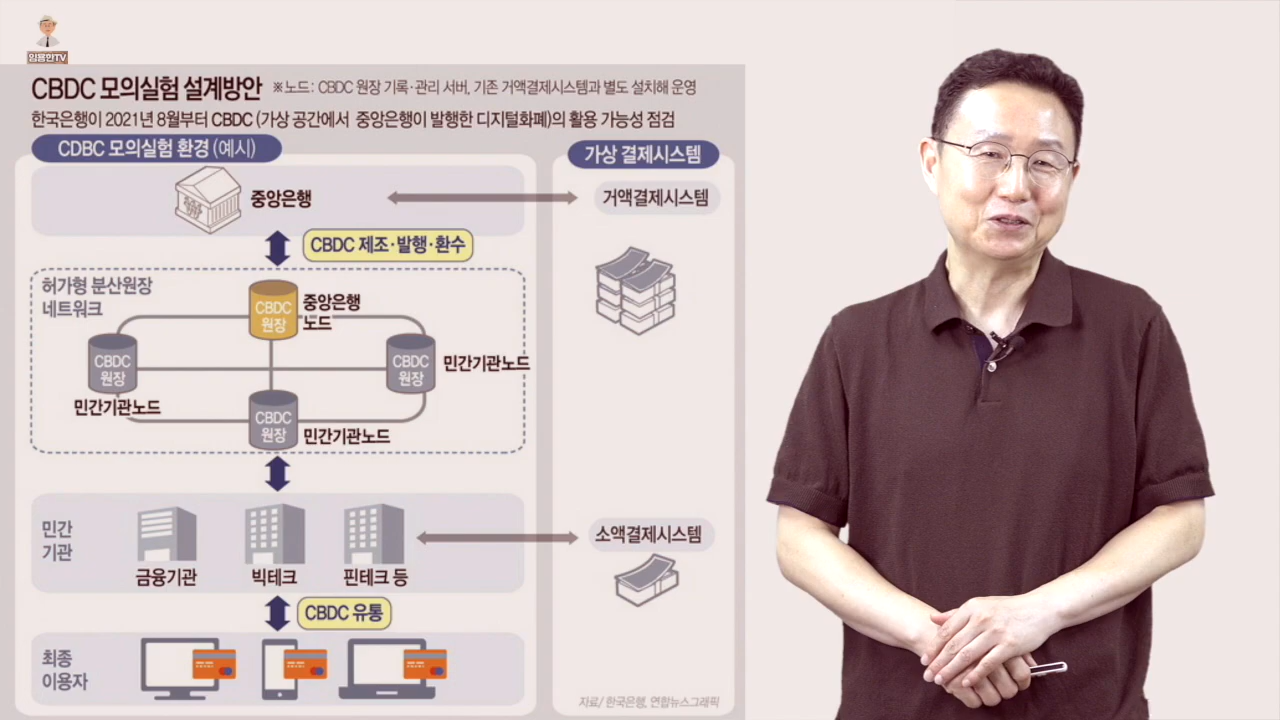 임용한TV
CBDC 모의실험 설계방안 ※노드: CBDC 원장 기록·관리 서버, 기존 거액결제시스템과 별도 설치해 운영
한국은행이 2021년 8월부터 CBDC (가상 공간에서 중앙은행이 발행한 디지털화폐)의 활용 가능성 점검
CDBC 모의실험 환경 (예시)
가상 결제시스템
중앙은행
거액결제시스템
CBDC 제조·발행·환수
허가형 분산원장
네트워크
CBDC
원장
중앙은행
노드
CBDC
원장
민간기관노드
CBDC
원장
민간기관노드
CBDC
원장
민간기관노드
민간
기관
금융기관
빅테크
핀테크 등
소액결제시스템
CBDC 유통
최종
이용자
자료/ 한국은행, 연합뉴스그래픽